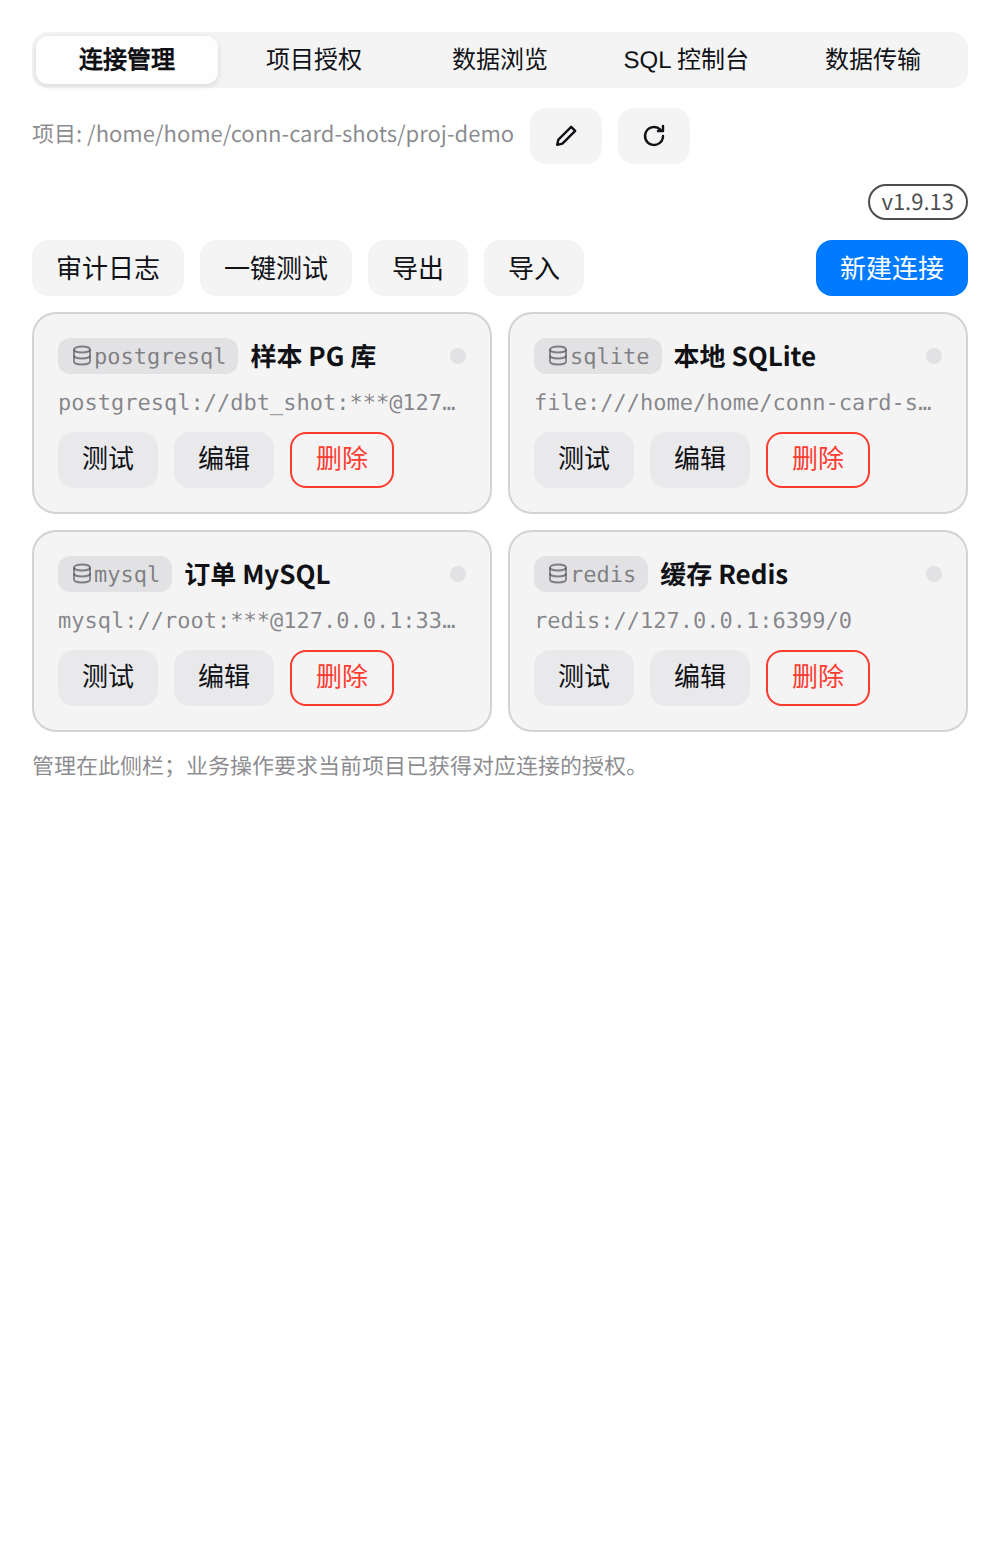 连接管理 项目授权 数据浏览 SQL 控制台 数据传输
项目: /home/home/conn-card-shots/proj-demo
v1.9.13
审计日志 一键测试 导出 导入 新建连接
postgresql 样本 PG 库
postgresql://dbt_shot:***@127…
测试 编辑 删除
sqlite 本地 SQLite
file:///home/home/conn-card-s…
测试 编辑 删除
mysql 订单 MySQL
mysql://root:***@127.0.0.1:33…
测试 编辑 删除
redis 缓存 Redis
redis://127.0.0.1:6399/0
测试 编辑 删除
管理在此侧栏；业务操作要求当前项目已获得对应连接的授权。